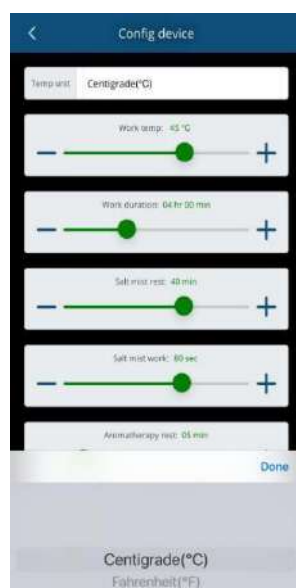 Config device
Temp unit Centigrade(°C)
Work temp: 45 °C
Work duration: 04 hr 00 min
Salt mist rest: 40 min
Salt mist work: 80 sec
Aromatherapy rest: 05 min
Done
Centigrade(°C)
Fahrenheit(°F)